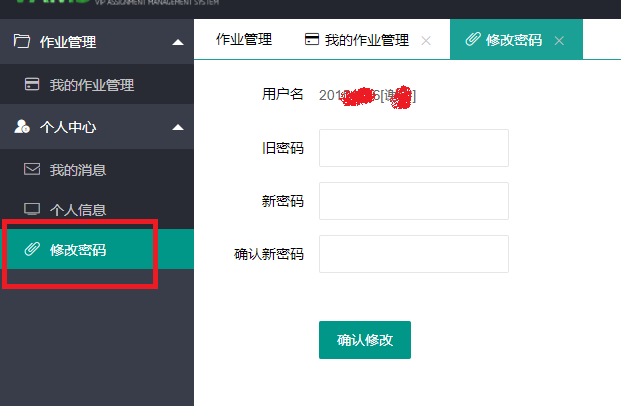 VIP ASSIGNMENT MANAGEMENT SYSTEM
作业管理
我的作业管理
个人中心
我的消息
个人信息
修改密码
作业管理 我的作业管理 修改密码
用户名
旧密码
新密码
确认新密码
确认修改